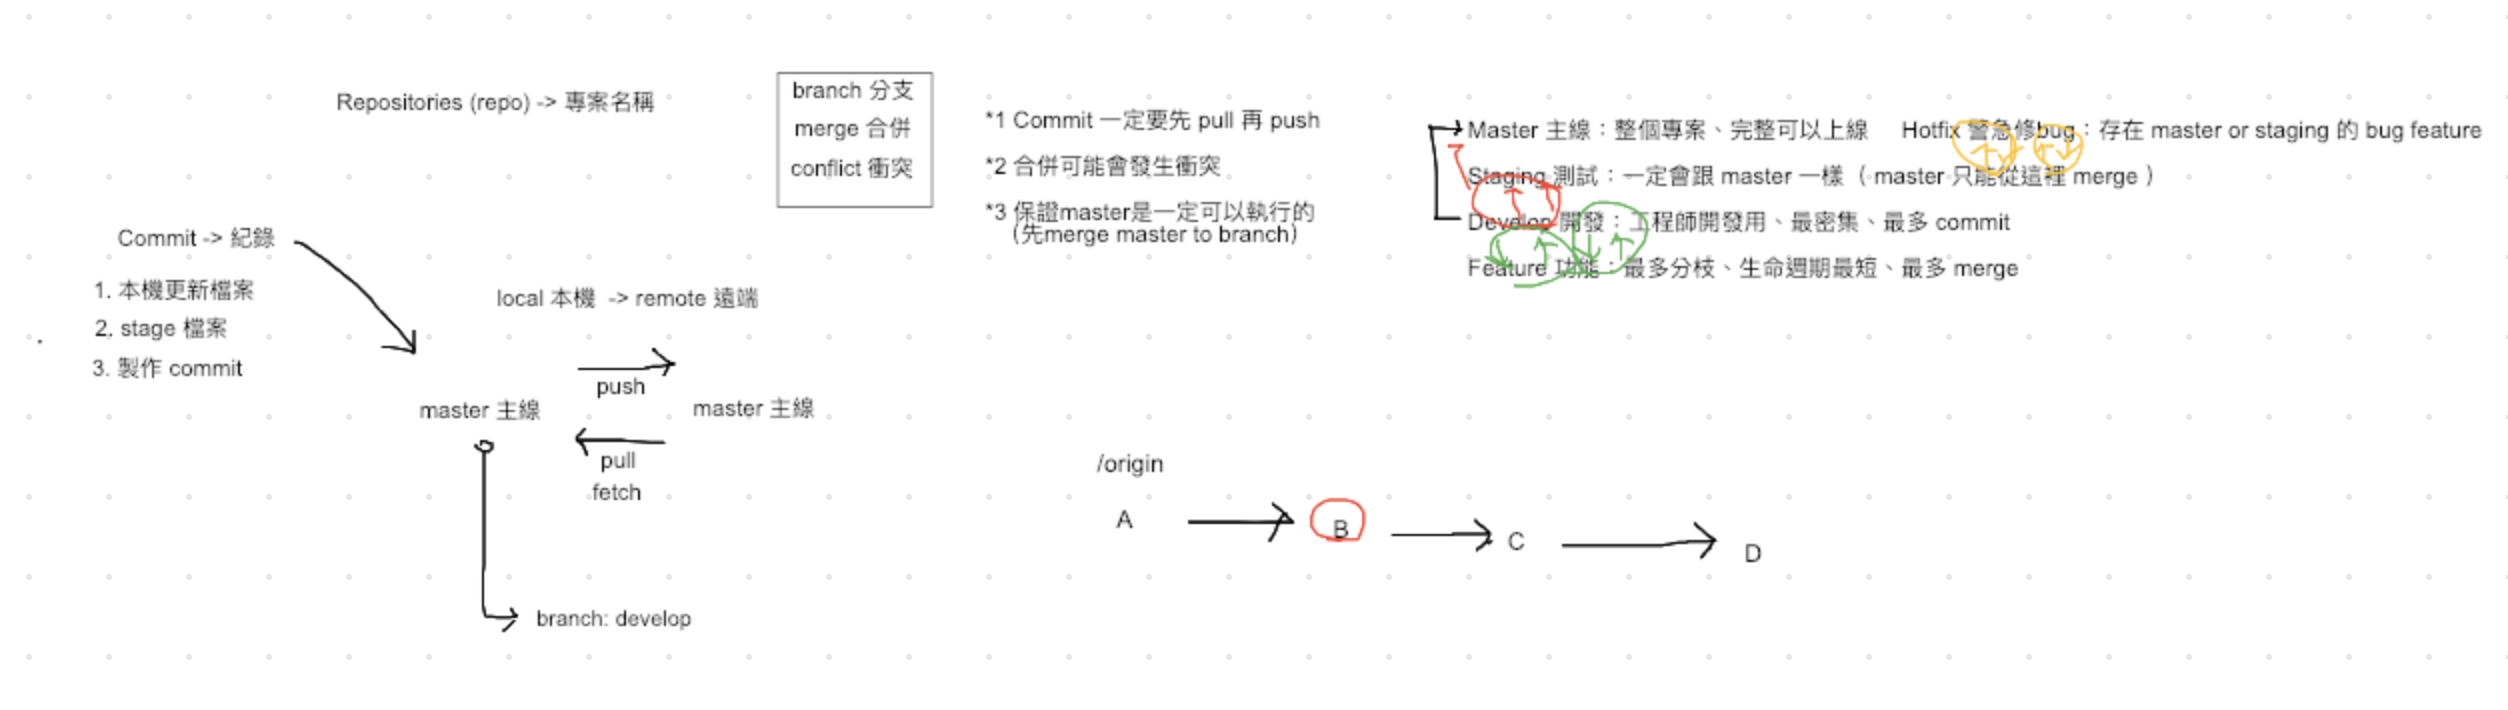 Repositories (repo) -> 專案名稱
branch 分支
merge 合併
conflict 衝突
*1 Commit 一定要先 pull 再 push
*2 合併可能會發生衝突
*3 保證master是一定可以執行的
(先merge master to branch)
Master 主線：整個專案、完整可以上線
Hotfix 警急修bug：存在 master or staging 的 bug feature
Staging 測試：一定會跟 master 一樣（ master 只能從這裡 merge ）
Develop 開發：工程師開發用、最密集、最多 commit
Feature 功能：最多分枝、生命週期最短、最多 merge
Commit -> 紀錄
1. 本機更新檔案
2. stage 檔案
3. 製作 commit
local 本機 -> remote 遠端
push
master 主線
master 主線
pull
fetch
branch: develop
/origin
A
B
C
D